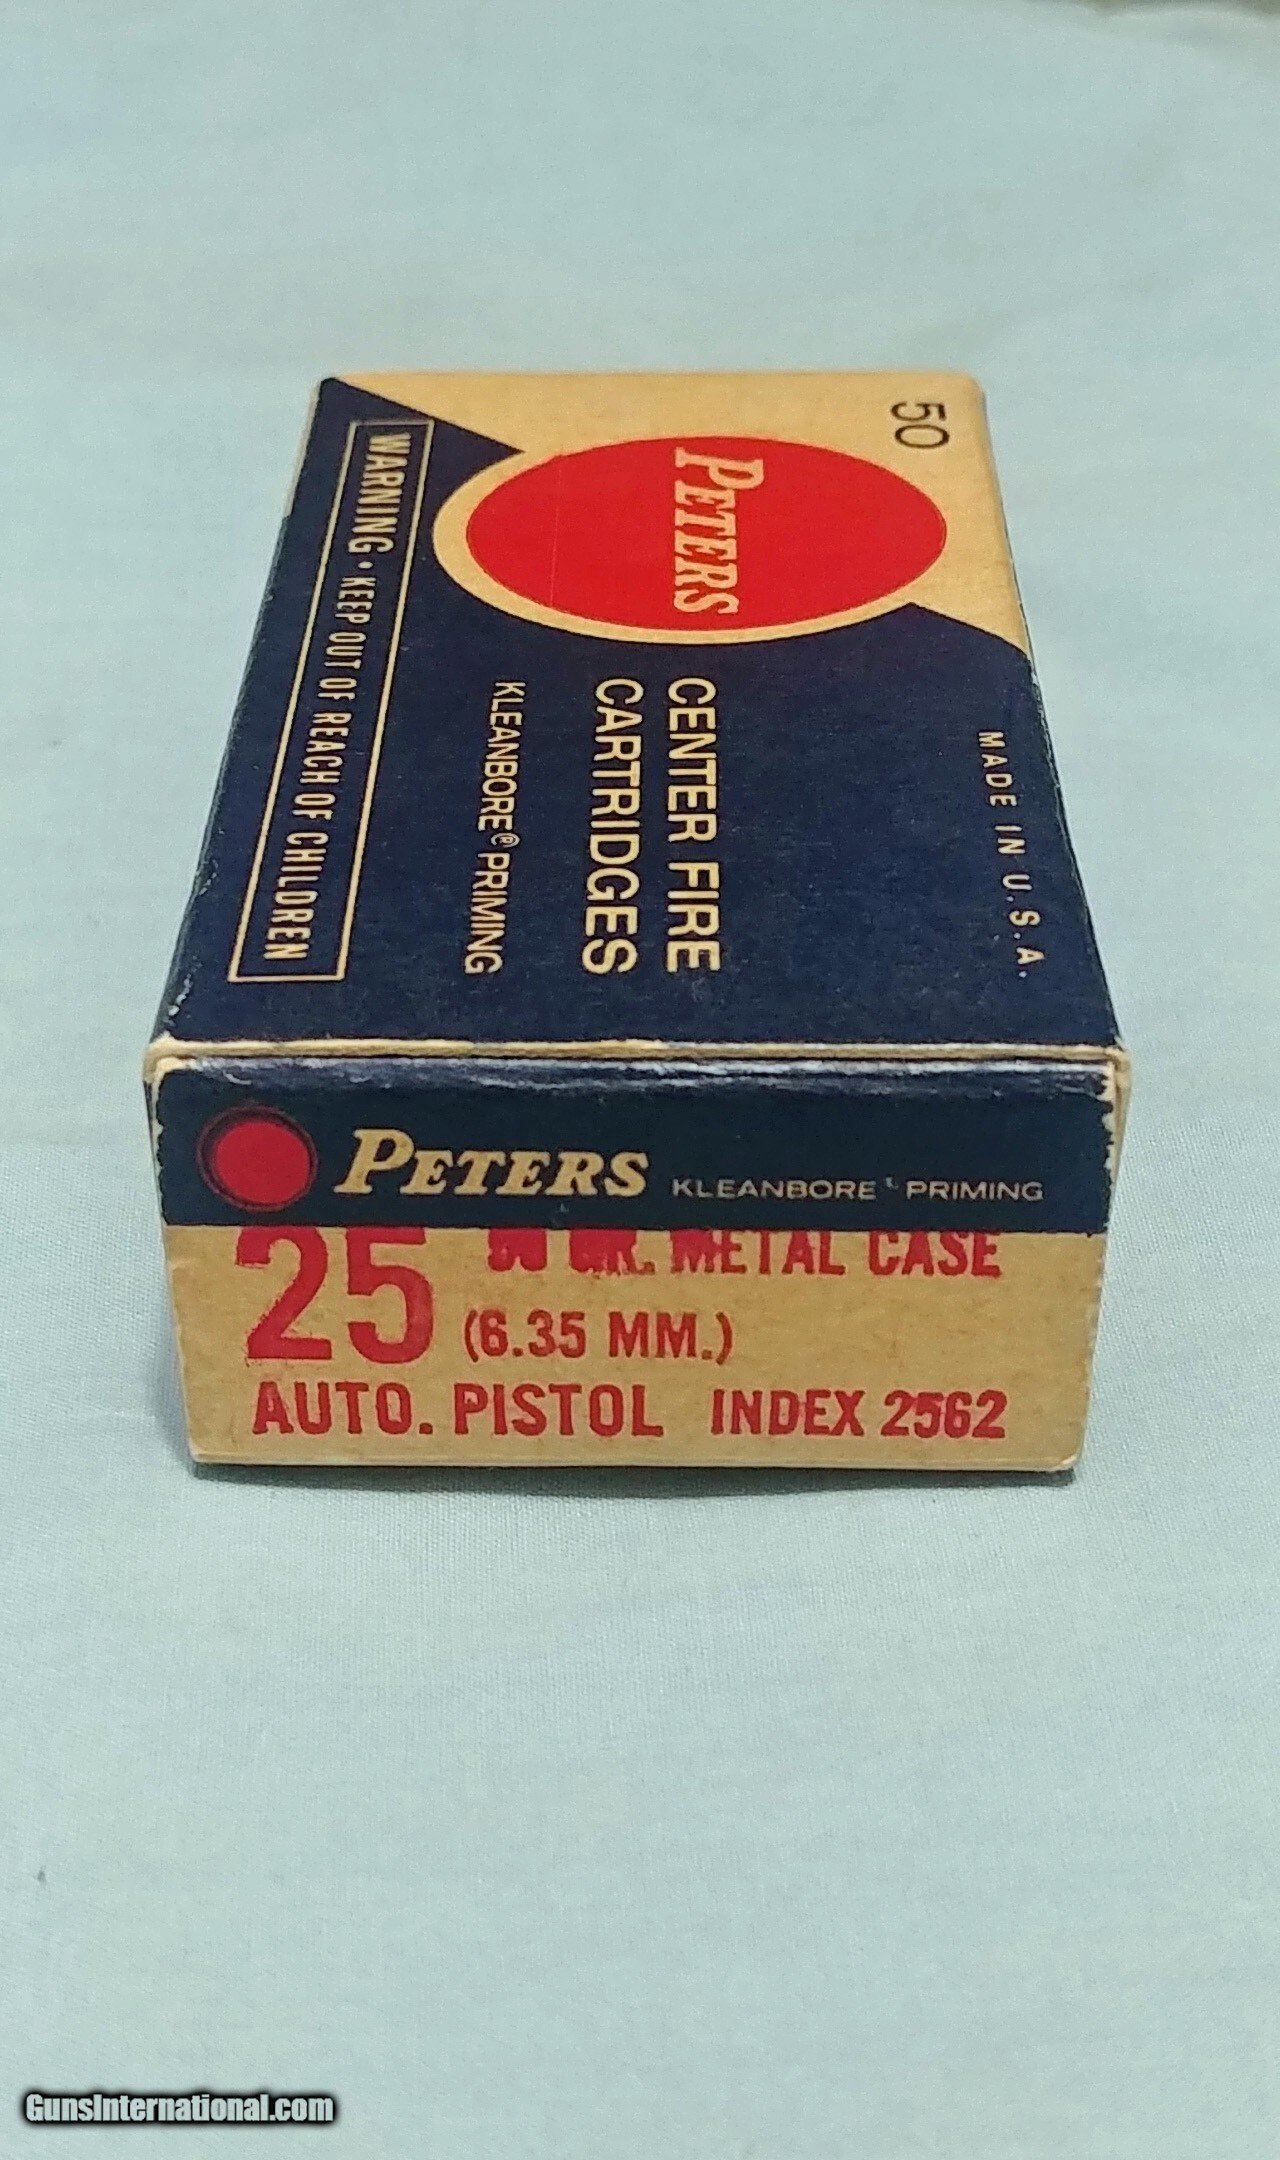 50
PETERS
CENTER FIRE
CARTRIDGES
KLEANBORE® PRIMING
MADE IN U.S.A.
WARNING • KEEP OUT OF REACH OF CHILDREN
PETERS KLEANBORE PRIMING
25 GR. METAL CASE
(6.35 MM.)
AUTO. PISTOL INDEX 2562
GunsInternational.com